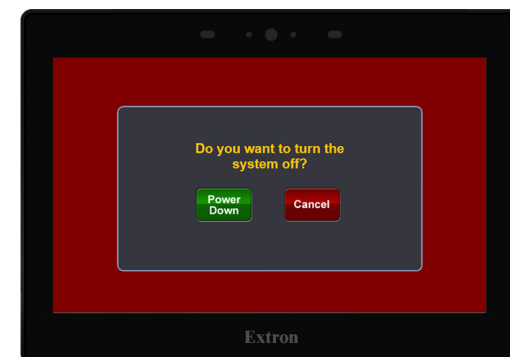 Do you want to turn the
system off?
Power
Down
Cancel
Extron